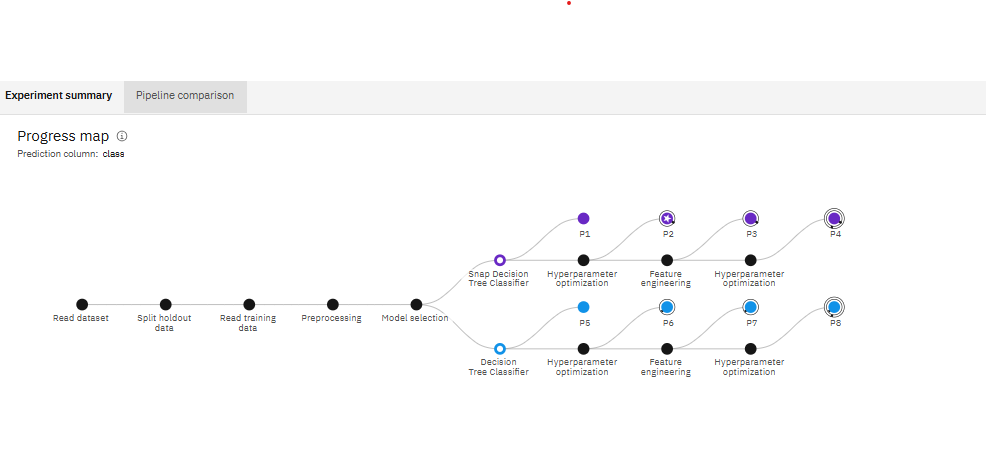 Experiment summary
Pipeline comparison
Progress map
Prediction column: class
P1
P2
P3
P4
Snap Decision
Tree Classifier
Hyperparameter
optimization
Feature
engineering
Hyperparameter
optimization
Read dataset
Split holdout
data
Read training
data
Preprocessing
Model selection
P5
P6
P7
P8
Decision
Tree Classifier
Hyperparameter
optimization
Feature
engineering
Hyperparameter
optimization